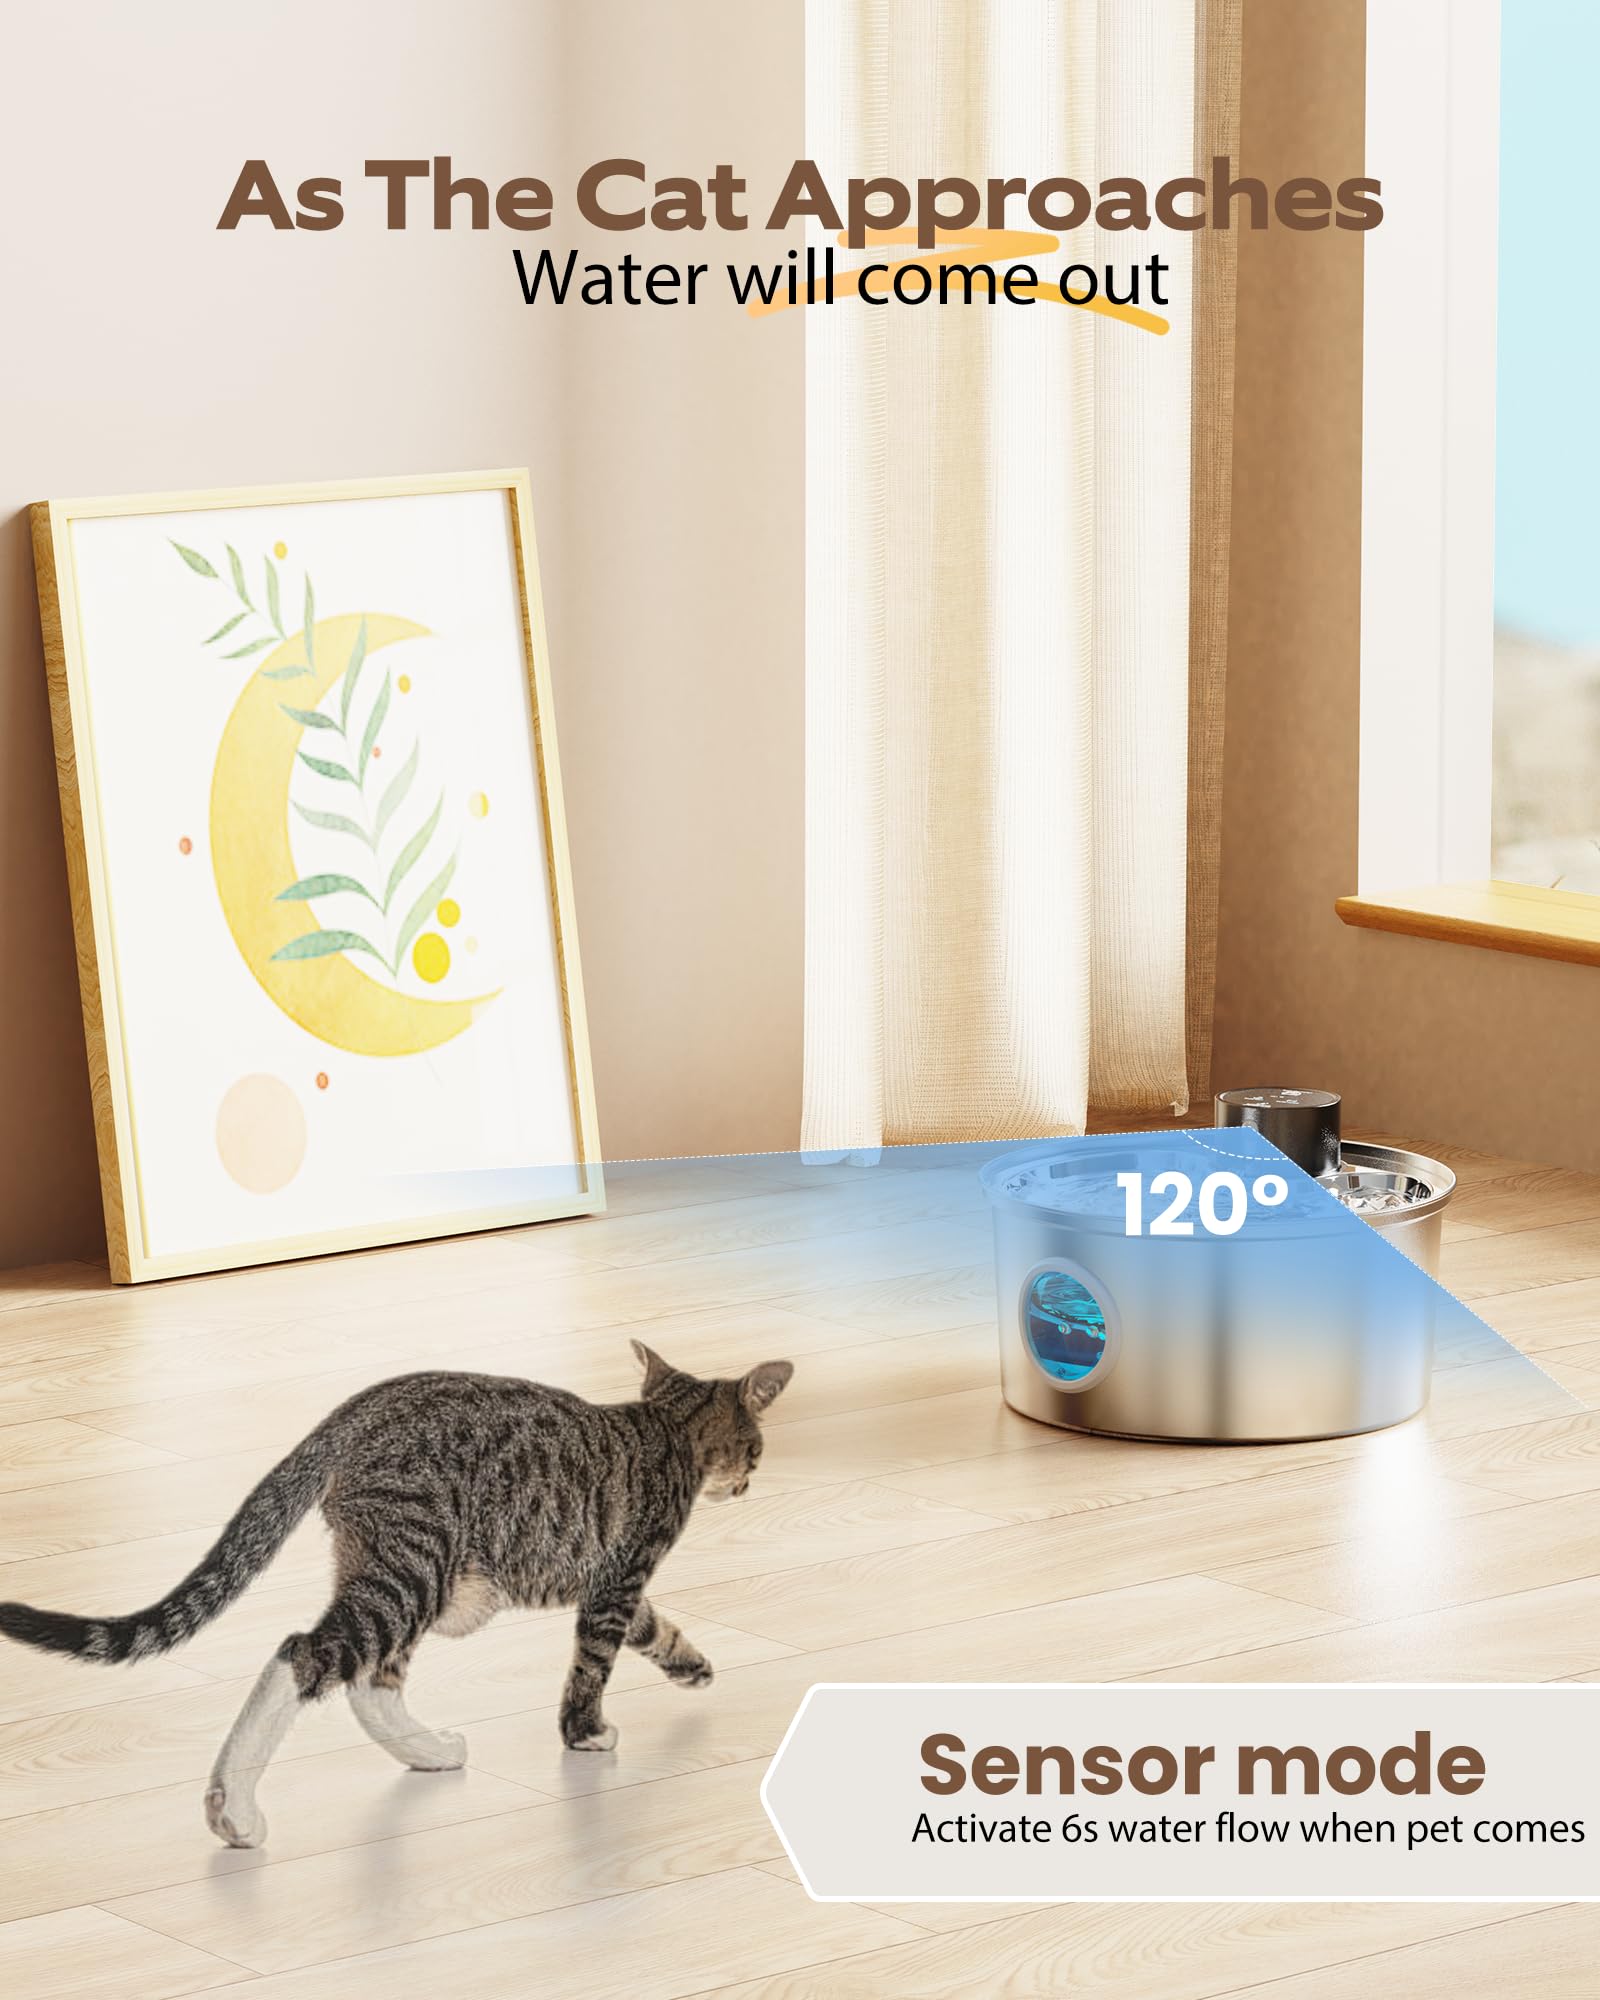 As The Cat Approaches
Water will come out
120°
Sensor mode
Activate 6s water flow when pet comes